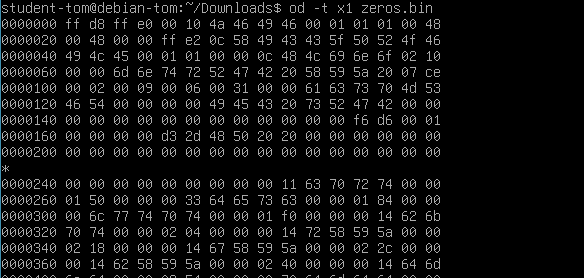 student-tom@debian-tom:~/Downloads$ od -t x1 zeros.bin
0000000 ff d8 ff e0 00 10 4a 46 49 46 00 01 01 01 00 48
0000020 00 48 00 00 ff e2 0c 58 49 43 43 5f 50 52 4f 46
0000040 49 4c 45 00 01 01 00 00 0c 48 4c 69 6e 6f 02 10
0000060 00 00 6d 6e 74 72 52 47 42 20 58 59 5a 20 07 ce
0000100 00 02 00 09 00 06 00 31 00 00 61 63 73 70 4d 53
0000120 46 54 00 00 00 00 49 45 43 20 73 52 47 42 00 00
0000140 00 00 00 00 00 00 00 00 00 00 00 00 f6 d6 00 01
0000160 00 00 00 00 d3 2d 48 50 20 20 00 00 00 00 00 00
0000200 00 00 00 00 00 00 00 00 00 00 00 00 00 00 00 00
*
0000240 00 00 00 00 00 00 00 00 00 11 63 70 72 74 00 00
0000260 01 50 00 00 00 33 64 65 73 63 00 00 01 84 00 00
0000300 00 6c 77 74 70 74 00 00 01 f0 00 00 00 14 62 6b
0000320 70 74 00 00 02 04 00 00 00 14 72 58 59 5a 00 00
0000340 02 18 00 00 00 14 67 58 59 5a 00 00 02 2c 00 00
0000360 00 14 62 58 59 5a 00 00 02 40 00 00 00 14 64 6d